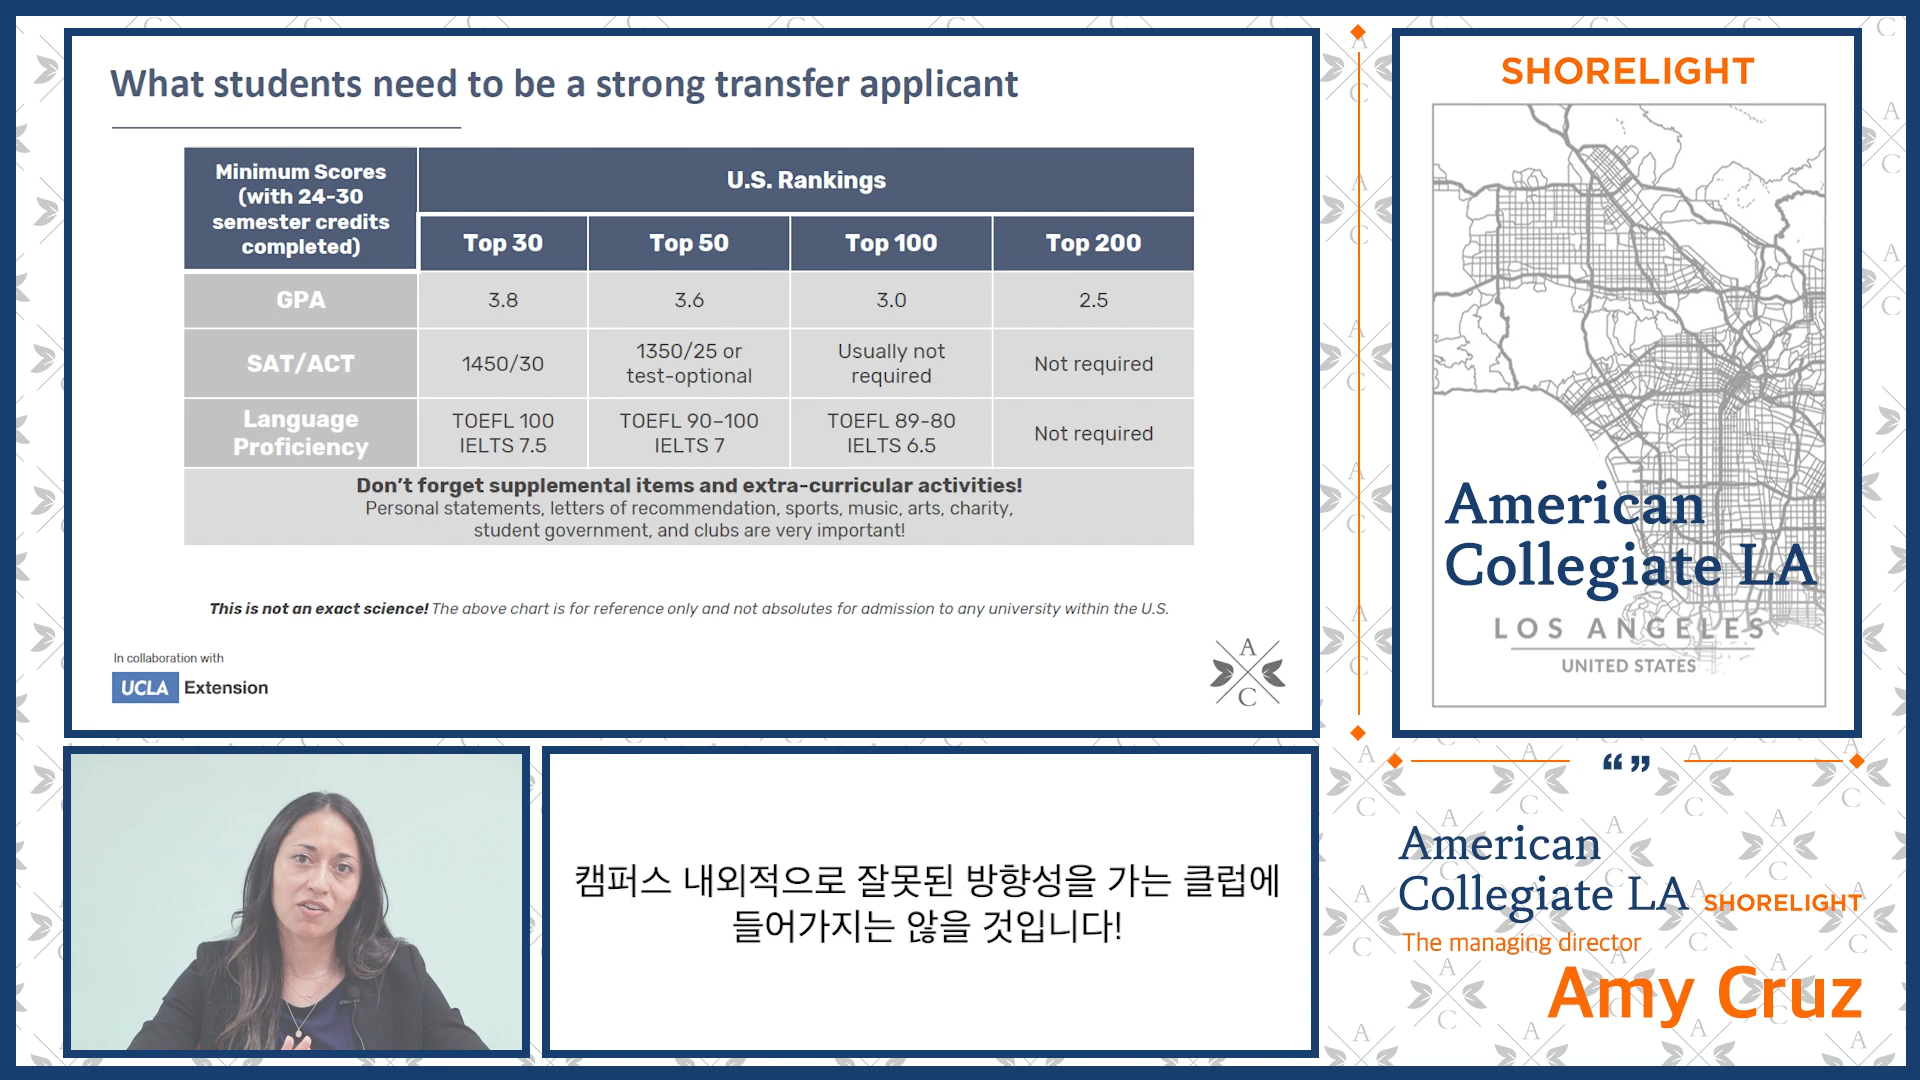 What students need to be a strong transfer applicant
Minimum Scores
(with 24-30
semester credits
completed)
U.S. Rankings
Top 30
Top 50
Top 100
Top 200
GPA
3.8
3.6
3.0
2.5
SAT/ACT
1450/30
1350/25 or
test-optional
Usually not
required
Not required
Language
Proficiency
TOEFL 100
IELTS 7.5
TOEFL 90–100
IELTS 7
TOEFL 89-80
IELTS 6.5
Not required
Don’t forget supplemental items and extra-curricular activities!
Personal statements, letters of recommendation, sports, music, arts, charity,
student government, and clubs are very important!
This is not an exact science! The above chart is for reference only and not absolutes for admission to any university within the U.S.
In collaboration with
UCLA Extension
A
C
SHORELIGHT
American
Collegiate LA
LOS ANGELES
UNITED STATES
캠퍼스 내외적으로 잘못된 방향성을 가는 클럽에
들어가지는 않을 것입니다!
“ ”
American
Collegiate LA SHORELIGHT
The managing director
Amy Cruz